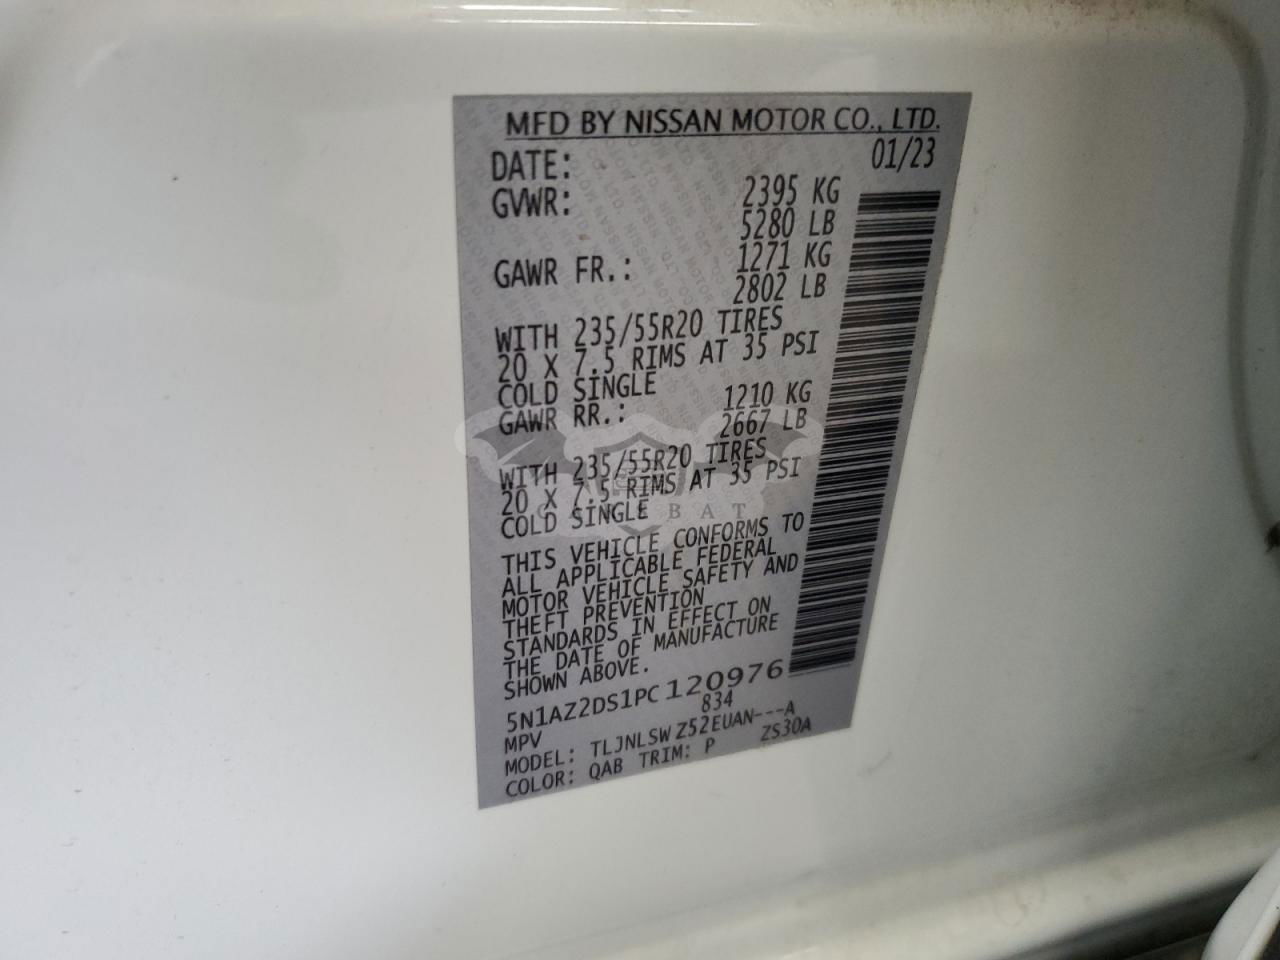 MFD BY NISSAN MOTOR CO., LTD.
DATE: 01/23
GVWR: 2395 KG
5280 LB
GAWR FR.: 1271 KG
2802 LB
WITH 235/55R20 TIRES
20 X 7.5 RIMS AT 35 PSI
COLD SINGLE
GAWR RR.: 1210 KG
2667 LB
WITH 235/55R20 TIRES
20 X 7.5 RIMS AT 35 PSI
COLD SINGLE
THIS VEHICLE CONFORMS TO
ALL APPLICABLE FEDERAL
MOTOR VEHICLE SAFETY AND
THEFT PREVENTION
STANDARDS IN EFFECT ON
THE DATE OF MANUFACTURE
SHOWN ABOVE.
5N1AZ2DS1PC120976
MPV 834
MODEL: TLJNLSW Z52EUAN---A
COLOR: QAB TRIM: P ZS30A